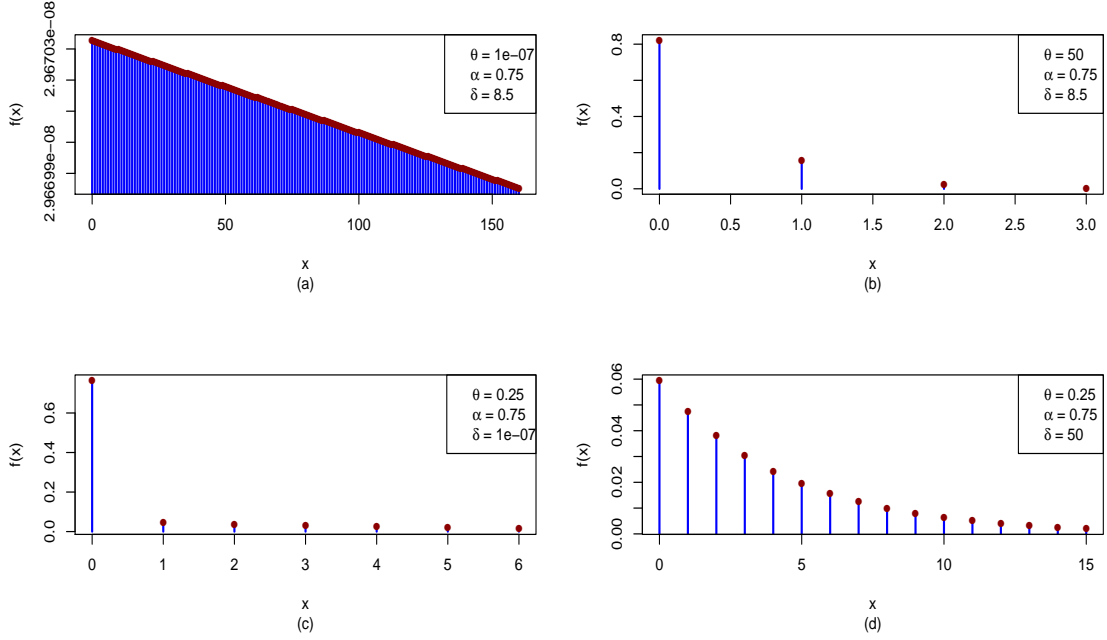 2.96703e−08
2.96699e−08
f(x)
0
50
100
150
x
(a)
θ = 1e−07
α = 0.75
δ = 8.5
0.8
0.4
0.0
f(x)
0.0
0.5
1.0
1.5
2.0
2.5
3.0
x
(b)
θ = 50
α = 0.75
δ = 8.5
0.6
0.4
0.2
0.0
f(x)
0
1
2
3
4
5
6
x
(c)
θ = 0.25
α = 0.75
δ = 1e−07
0.06
0.04
0.02
0.00
f(x)
0
5
10
15
x
(d)
θ = 0.25
α = 0.75
δ = 50